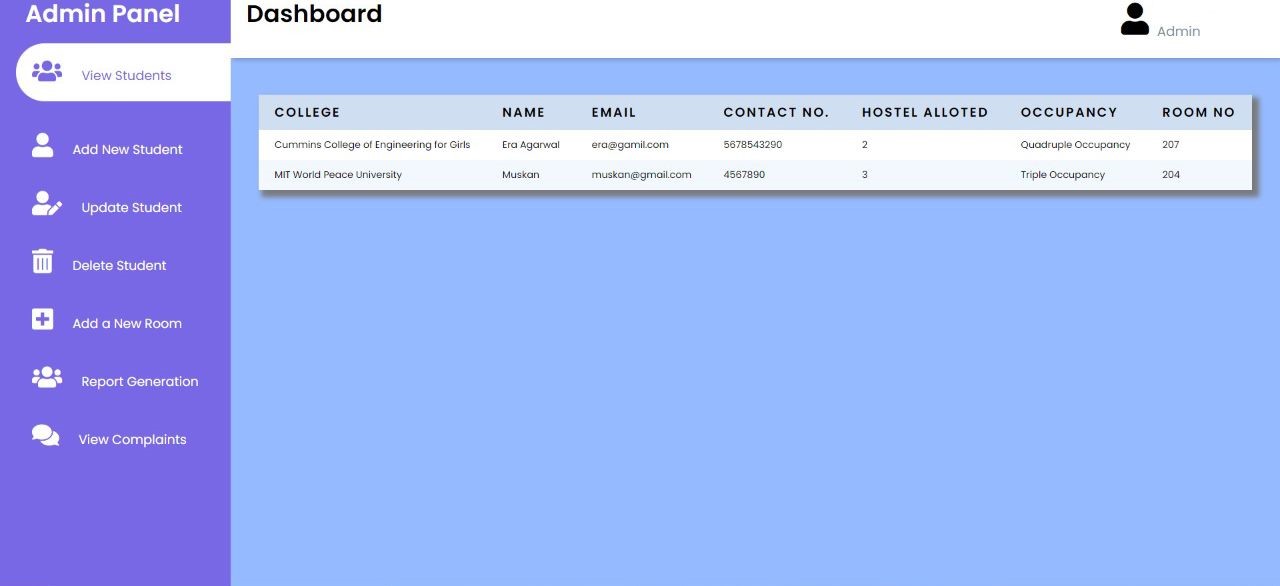 Admin Panel
View Students
Add New Student
Update Student
Delete Student
Add a New Room
Report Generation
View Complaints
Dashboard
Admin
COLLEGE NAME EMAIL CONTACT NO. HOSTEL ALLOTED OCCUPANCY ROOM NO
Cummins College of Engineering for Girls Era Agarwal era@gamil.com 5678543290 2 Quadruple Occupancy 207
MIT World Peace University Muskan muskan@gmail.com 4567890 3 Triple Occupancy 204